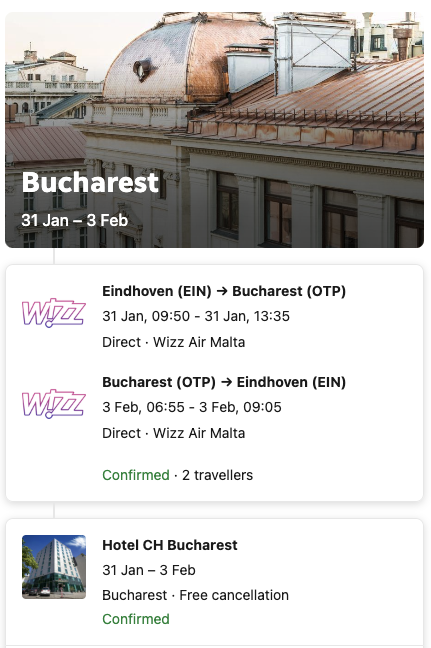 Bucharest
31 Jan – 3 Feb
WIZZ
Eindhoven (EIN) → Bucharest (OTP)
31 Jan, 09:50 - 31 Jan, 13:35
Direct · Wizz Air Malta
WIZZ
Bucharest (OTP) → Eindhoven (EIN)
3 Feb, 06:55 - 3 Feb, 09:05
Direct · Wizz Air Malta
Confirmed · 2 travellers
Hotel CH Bucharest
31 Jan – 3 Feb
Bucharest · Free cancellation
Confirmed